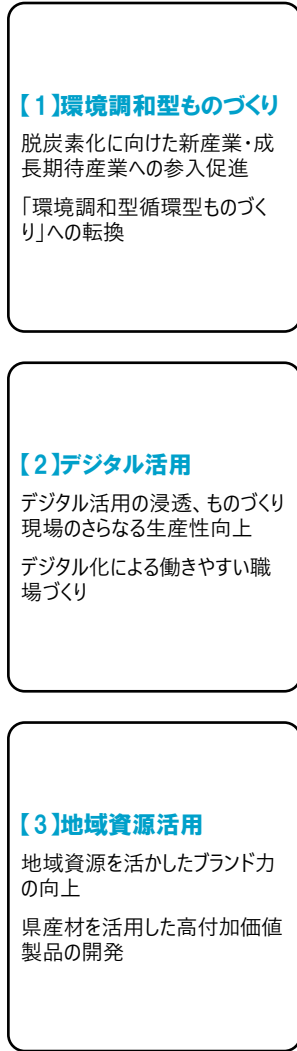 【1】環境調和型ものづくり
脱炭素化に向けた新産業・成
長期待産業への参入促進
「環境調和型循環型ものづく
り」への転換
【2】デジタル活用
デジタル活用の浸透、ものづくり
現場のさらなる生産性向上
デジタル化による働きやすい職
場づくり
【3】地域資源活用
地域資源を活かしたブランド力
の向上
県産材を活用した高付加価値
製品の開発